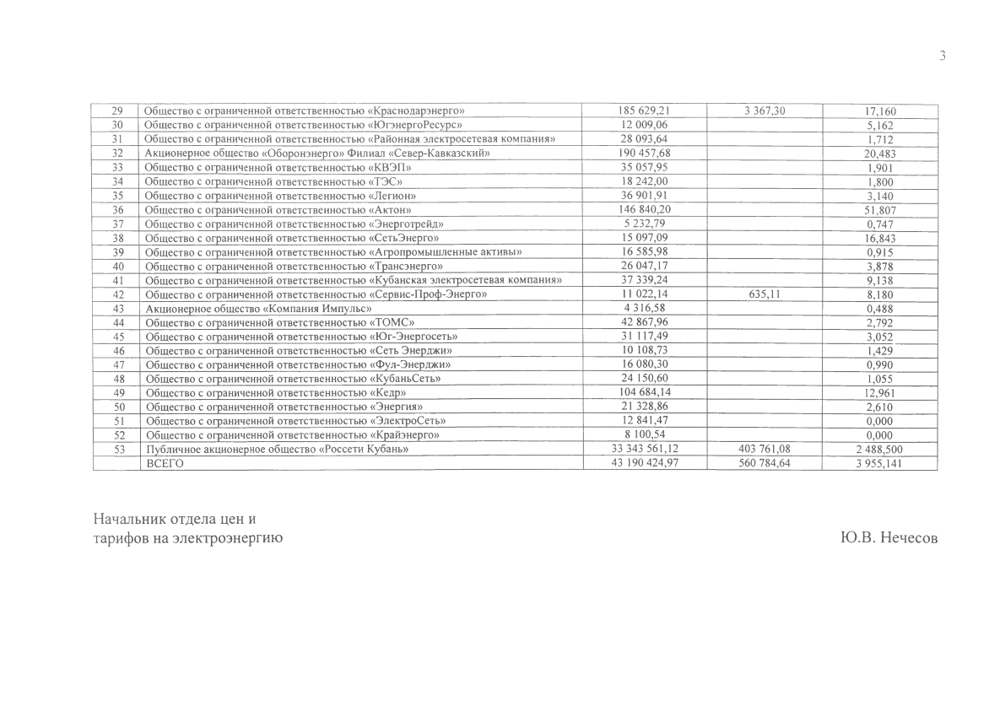 3
29 Общество с ограниченной ответственностью «Краснодарэнерго» 185 629,21 3 367,30 17,160
30 Общество с ограниченной ответственностью «ЮгэнергоРесурс» 12 009,06 5,162
31 Общество с ограниченной ответственностью «Районная электросетевая компания» 28 093,64 1,712
32 Акционерное общество «Оборонэнерго» Филиал «Север-Кавказский» 190 457,68 20,483
33 Общество с ограниченной ответственностью «КВЭП» 35 057,95 1,901
34 Общество с ограниченной ответственностью «ТЭС» 18 242,00 1,800
35 Общество с ограниченной ответственностью «Легион» 36 901,91 3,140
36 Общество с ограниченной ответственностью «Актон» 146 840,20 51,807
37 Общество с ограниченной ответственностью «Энерготрейд» 5 232,79 0,747
38 Общество с ограниченной ответственностью «СетьЭнерго» 15 097,09 16,843
39 Общество с ограниченной ответственностью «Агропромышленные активы» 16 585,98 0,915
40 Общество с ограниченной ответственностью «Трансэнерго» 26 047,17 3,878
41 Общество с ограниченной ответственностью «Кубанская электросетевая компания» 37 339,24 9,138
42 Общество с ограниченной ответственностью «Сервис-Проф-Энерго» 11 022,14 635,11 8,180
43 Акционерное общество «Компания Импульс» 4 316,58 0,488
44 Общество с ограниченной ответственностью «ТОМС» 42 867,96 2,792
45 Общество с ограниченной ответственностью «Юг-Энергосеть» 31 117,49 3,052
46 Общество с ограниченной ответственностью «Сеть Энерджи» 10 108,73 1,429
47 Общество с ограниченной ответственностью «Фул-Энерджи» 16 080,30 0,990
48 Общество с ограниченной ответственностью «КубаньСеть» 24 150,60 1,055
49 Общество с ограниченной ответственностью «Кедр» 104 684,14 12,961
50 Общество с ограниченной ответственностью «Энергия» 21 328,86 2,610
51 Общество с ограниченной ответственностью «ЭлектроСеть» 12 841,47 0,000
52 Общество с ограниченной ответственностью «Крайэнерго» 8 100,54 0,000
53 Публичное акционерное общество «Россети Кубань» 33 343 561,12 403 761,08 2 488,500
ВСЕГО 43 190 424,97 560 784,64 3 955,141
Начальник отдела цен и
тарифов на электроэнергию Ю.В. Нечесов